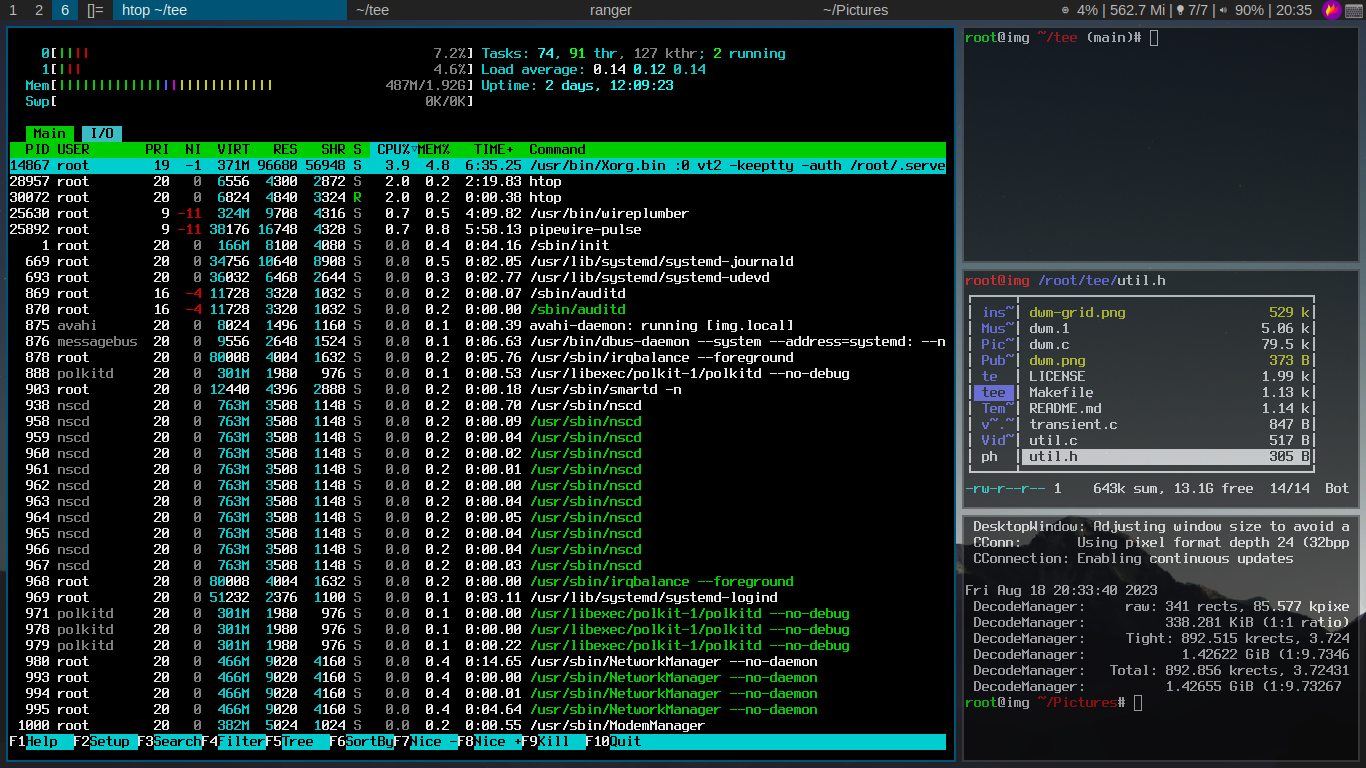 1 2 6 []= htop ~/tee ~/tee ranger ~/Pictures 4% | 562.7 Mi | 7/7 | 90% | 20:35
0[|||| 7.2%] Tasks: 74, 91 thr, 127 kthr; 2 running
1[||| 4.6%] Load average: 0.14 0.12 0.14
Mem[||||||||||||||||||||||||||| 487M/1.92G] Uptime: 2 days, 12:09:23
Swp[ 0K/0K]
Main I/O
PID USER PRI NI VIRT RES SHR S CPU%▽MEM% TIME+ Command
14867 root 19 -1 371M 96680 56948 S 3.9 4.8 6:35.25 /usr/bin/Xorg.bin :0 vt2 -keeptty -auth /root/.serve
28957 root 20 0 6556 4300 2872 S 2.0 0.2 2:19.83 htop
30072 root 20 0 6824 4840 3324 R 2.0 0.2 0:00.38 htop
25630 root 9 -11 324M 9708 4316 S 0.7 0.5 4:09.82 /usr/bin/wireplumber
25892 root 9 -11 38176 16748 4328 S 0.7 0.8 5:58.13 pipewire-pulse
1 root 20 0 166M 8100 4080 S 0.0 0.4 0:04.16 /sbin/init
669 root 20 0 34756 10640 8908 S 0.0 0.5 0:02.05 /usr/lib/systemd/systemd-journald
693 root 20 0 36032 6468 2644 S 0.0 0.3 0:02.77 /usr/lib/systemd/systemd-udevd
869 root 16 -4 11728 3320 1032 S 0.0 0.2 0:00.07 /sbin/auditd
870 root 16 -4 11728 3320 1032 S 0.0 0.2 0:00.00 /sbin/auditd
875 avahi 20 0 8024 1496 1160 S 0.0 0.1 0:00.39 avahi-daemon: running [img.local]
876 messagebus 20 0 9556 2648 1524 S 0.0 0.1 0:06.63 /usr/bin/dbus-daemon --system --address=systemd: --n
878 root 20 0 80008 4004 1632 S 0.0 0.2 0:05.76 /usr/sbin/irqbalance --foreground
888 polkitd 20 0 301M 1980 976 S 0.0 0.1 0:00.53 /usr/libexec/polkit-1/polkitd --no-debug
903 root 20 0 12440 4396 2888 S 0.0 0.2 0:00.18 /usr/sbin/smartd -n
938 nscd 20 0 763M 3508 1148 S 0.0 0.2 0:00.70 /usr/sbin/nscd
958 nscd 20 0 763M 3508 1148 S 0.0 0.2 0:00.09 /usr/sbin/nscd
959 nscd 20 0 763M 3508 1148 S 0.0 0.2 0:00.04 /usr/sbin/nscd
960 nscd 20 0 763M 3508 1148 S 0.0 0.2 0:00.02 /usr/sbin/nscd
961 nscd 20 0 763M 3508 1148 S 0.0 0.2 0:00.01 /usr/sbin/nscd
962 nscd 20 0 763M 3508 1148 S 0.0 0.2 0:00.00 /usr/sbin/nscd
963 nscd 20 0 763M 3508 1148 S 0.0 0.2 0:00.04 /usr/sbin/nscd
964 nscd 20 0 763M 3508 1148 S 0.0 0.2 0:00.05 /usr/sbin/nscd
965 nscd 20 0 763M 3508 1148 S 0.0 0.2 0:00.04 /usr/sbin/nscd
966 nscd 20 0 763M 3508 1148 S 0.0 0.2 0:00.04 /usr/sbin/nscd
967 nscd 20 0 763M 3508 1148 S 0.0 0.2 0:00.03 /usr/sbin/nscd
968 root 20 0 80008 4004 1632 S 0.0 0.2 0:00.00 /usr/sbin/irqbalance --foreground
969 root 20 0 51232 2376 1100 S 0.0 0.1 0:03.11 /usr/lib/systemd/systemd-logind
971 polkitd 20 0 301M 1980 976 S 0.0 0.1 0:00.00 /usr/libexec/polkit-1/polkitd --no-debug
978 polkitd 20 0 301M 1980 976 S 0.0 0.1 0:00.00 /usr/libexec/polkit-1/polkitd --no-debug
979 polkitd 20 0 301M 1980 976 S 0.0 0.1 0:00.22 /usr/libexec/polkit-1/polkitd --no-debug
980 root 20 0 466M 9020 4160 S 0.0 0.4 0:14.65 /usr/sbin/NetworkManager --no-daemon
993 root 20 0 466M 9020 4160 S 0.0 0.4 0:00.00 /usr/sbin/NetworkManager --no-daemon
994 root 20 0 466M 9020 4160 S 0.0 0.4 0:00.01 /usr/sbin/NetworkManager --no-daemon
995 root 20 0 466M 9020 4160 S 0.0 0.4 0:04.64 /usr/sbin/NetworkManager --no-daemon
1000 root 20 0 382M 5024 1024 S 0.0 0.2 0:00.55 /usr/sbin/ModemManager
F1Help F2Setup F3SearchF4FilterF5Tree F6SortByF7Nice -F8Nice +F9Kill F10Quit
root@img ~/tee (main)#
root@img /root/tee/util.h
ins~ dwm-grid.png 529 k
Mus~ dwm.1 5.06 k
Pic~ dwm.c 79.5 k
Pub~ dwm.png 373 B
te LICENSE 1.99 k
tee Makefile 1.13 k
Tem~ README.md 1.14 k
v~.~ transient.c 847 B
Vid~ util.c 517 B
ph util.h 305 B
-rw-r--r-- 1 643k sum, 13.1G free 14/14 Bot
DesktopWindow: Adjusting window size to avoid a
CConn: Using pixel format depth 24 (32bpp
CConnection: Enabling continuous updates
Fri Aug 18 20:33:40 2023
DecodeManager: raw: 341 rects, 85.577 kpixe
DecodeManager: 338.281 KiB (1:1 ratio)
DecodeManager: Tight: 892.515 krects, 3.724
DecodeManager: 1.42622 GiB (1:9.7346
DecodeManager: Total: 892.856 krects, 3.72431
DecodeManager: 1.42655 GiB (1:9.73267
root@img ~/Pictures#